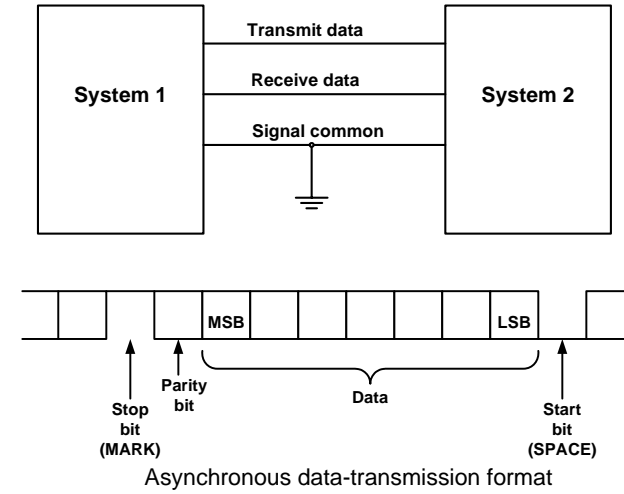 Transmit data
System 1
Receive data
System 2
Signal common
MSB
LSB
Parity
bit
Data
Stop
bit
(MARK)
Start
bit
(SPACE)
Asynchronous data-transmission format